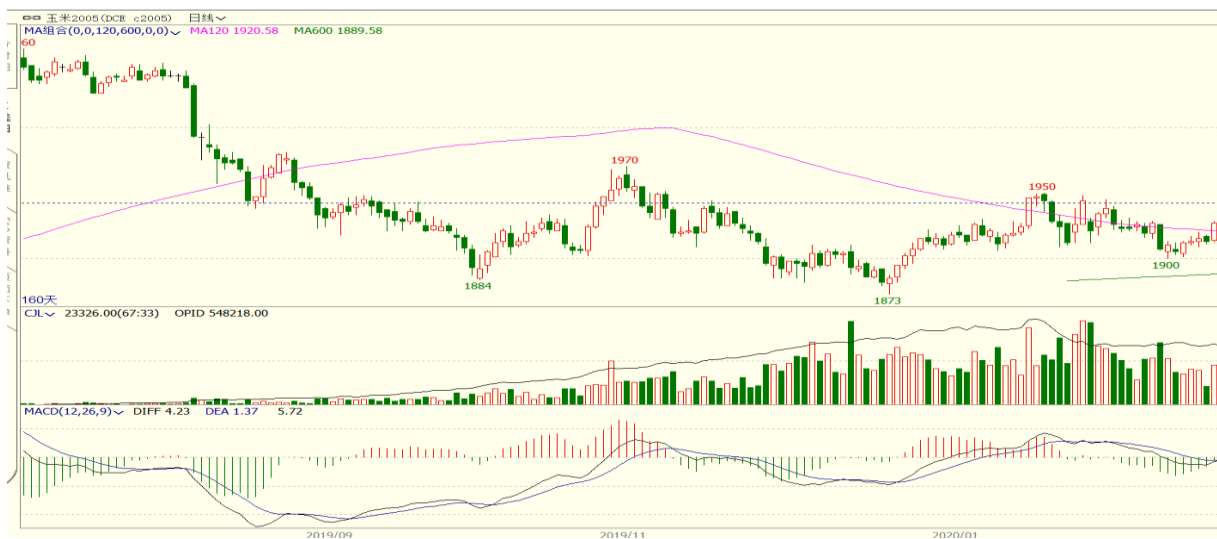 玉米2005(DCE c2005) 日线
MA组合(0,0,120,600,0,0) MA120 1920.58 MA600 1889.58
60
1970
1950
1884
1873
1900
160天
CJL 23326.00(67:33) OPID 548218.00
MACD(12,26,9) DIFF 4.23 DEA 1.37 5.72
2019/09 2019/11 2020/01